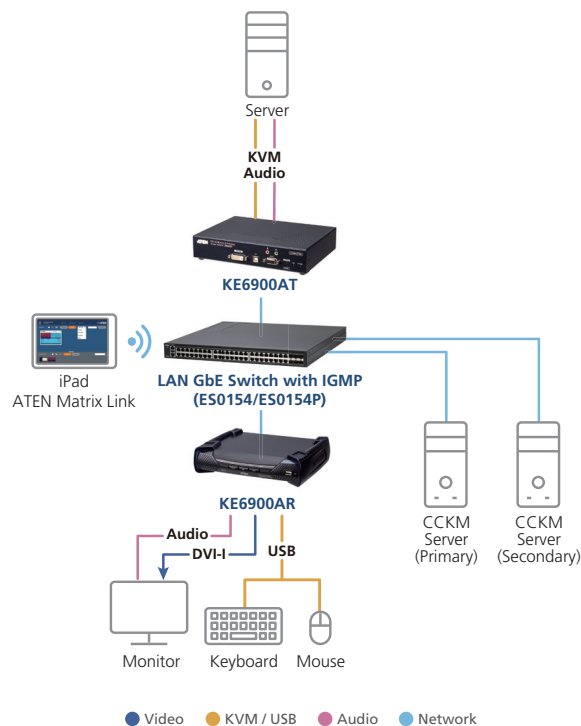 Server
KVM
Audio
ATEN
KE6900AT
iPad
ATEN Matrix Link
LAN GbE Switch with IGMP
(ES0154/ES0154P)
KE6900AR
Audio
DVI-I
USB
CCKM
Server
(Primary)
CCKM
Server
(Secondary)
Monitor
Keyboard
Mouse
Video
KVM / USB
Audio
Network